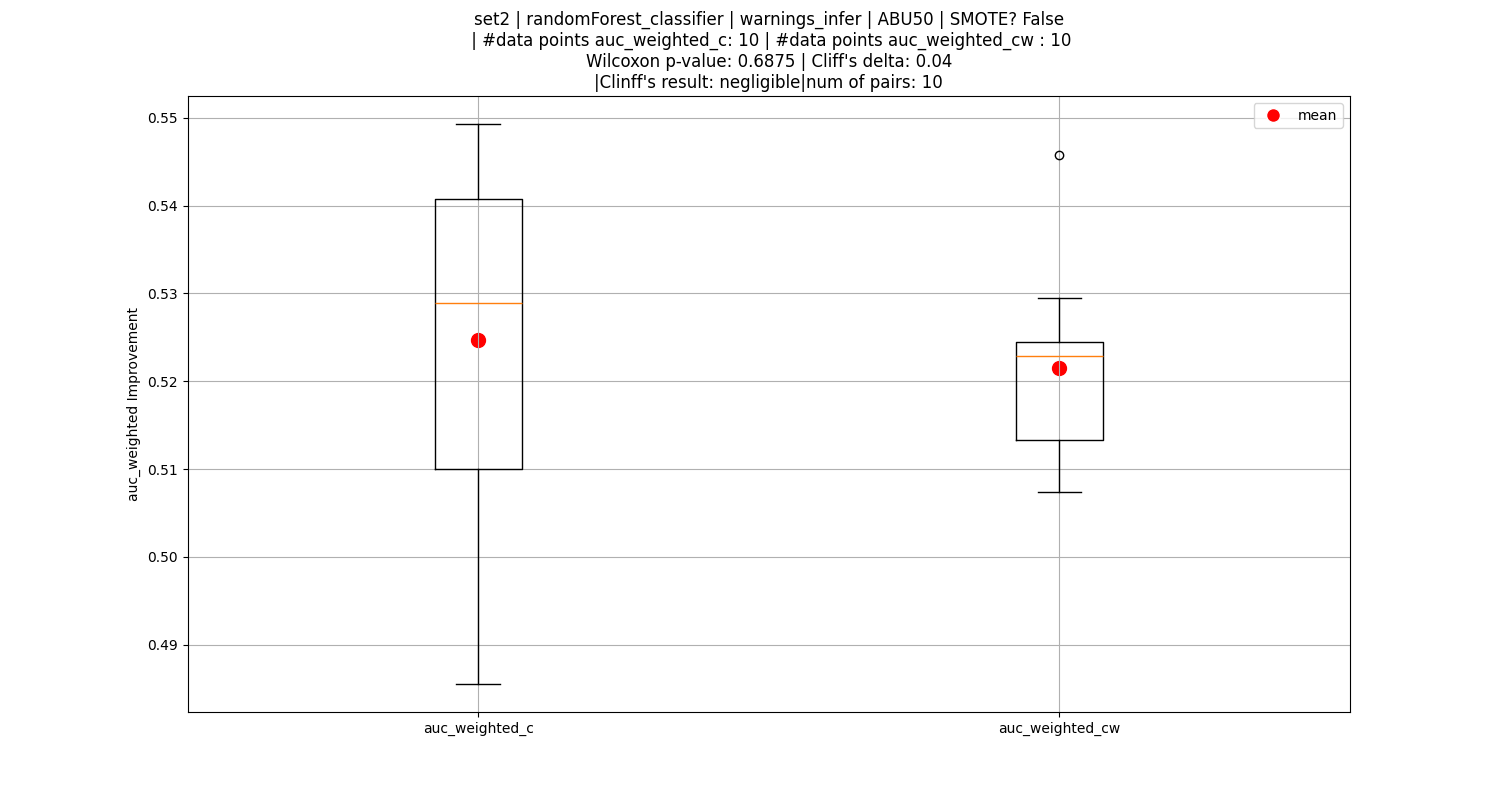 set2 | randomForest_classifier | warnings_infer | ABU50 | SMOTE? False
| #data points auc_weighted_c: 10 | #data points auc_weighted_cw : 10
Wilcoxon p-value: 0.6875 | Cliff's delta: 0.04
|Clinff's result: negligible|num of pairs: 10
mean
0.55
0.54
0.53
0.52
0.51
0.50
0.49
auc_weighted Improvement
auc_weighted_c
auc_weighted_cw